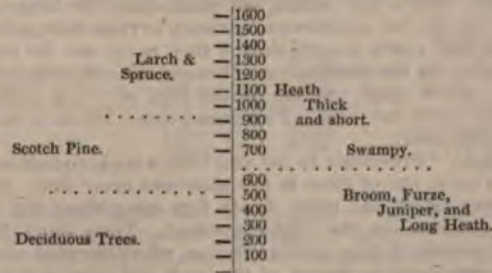 1600
1500
1400
Larch & 1300
Spruce. 1200
1100 Heath
1000 Thick
900 and short.
800
Scotch Pine. 700 Swampy.
600
500 Broom, Furze,
400 Juniper, and
300 Long Heath.
Deciduous Trees. 200
100